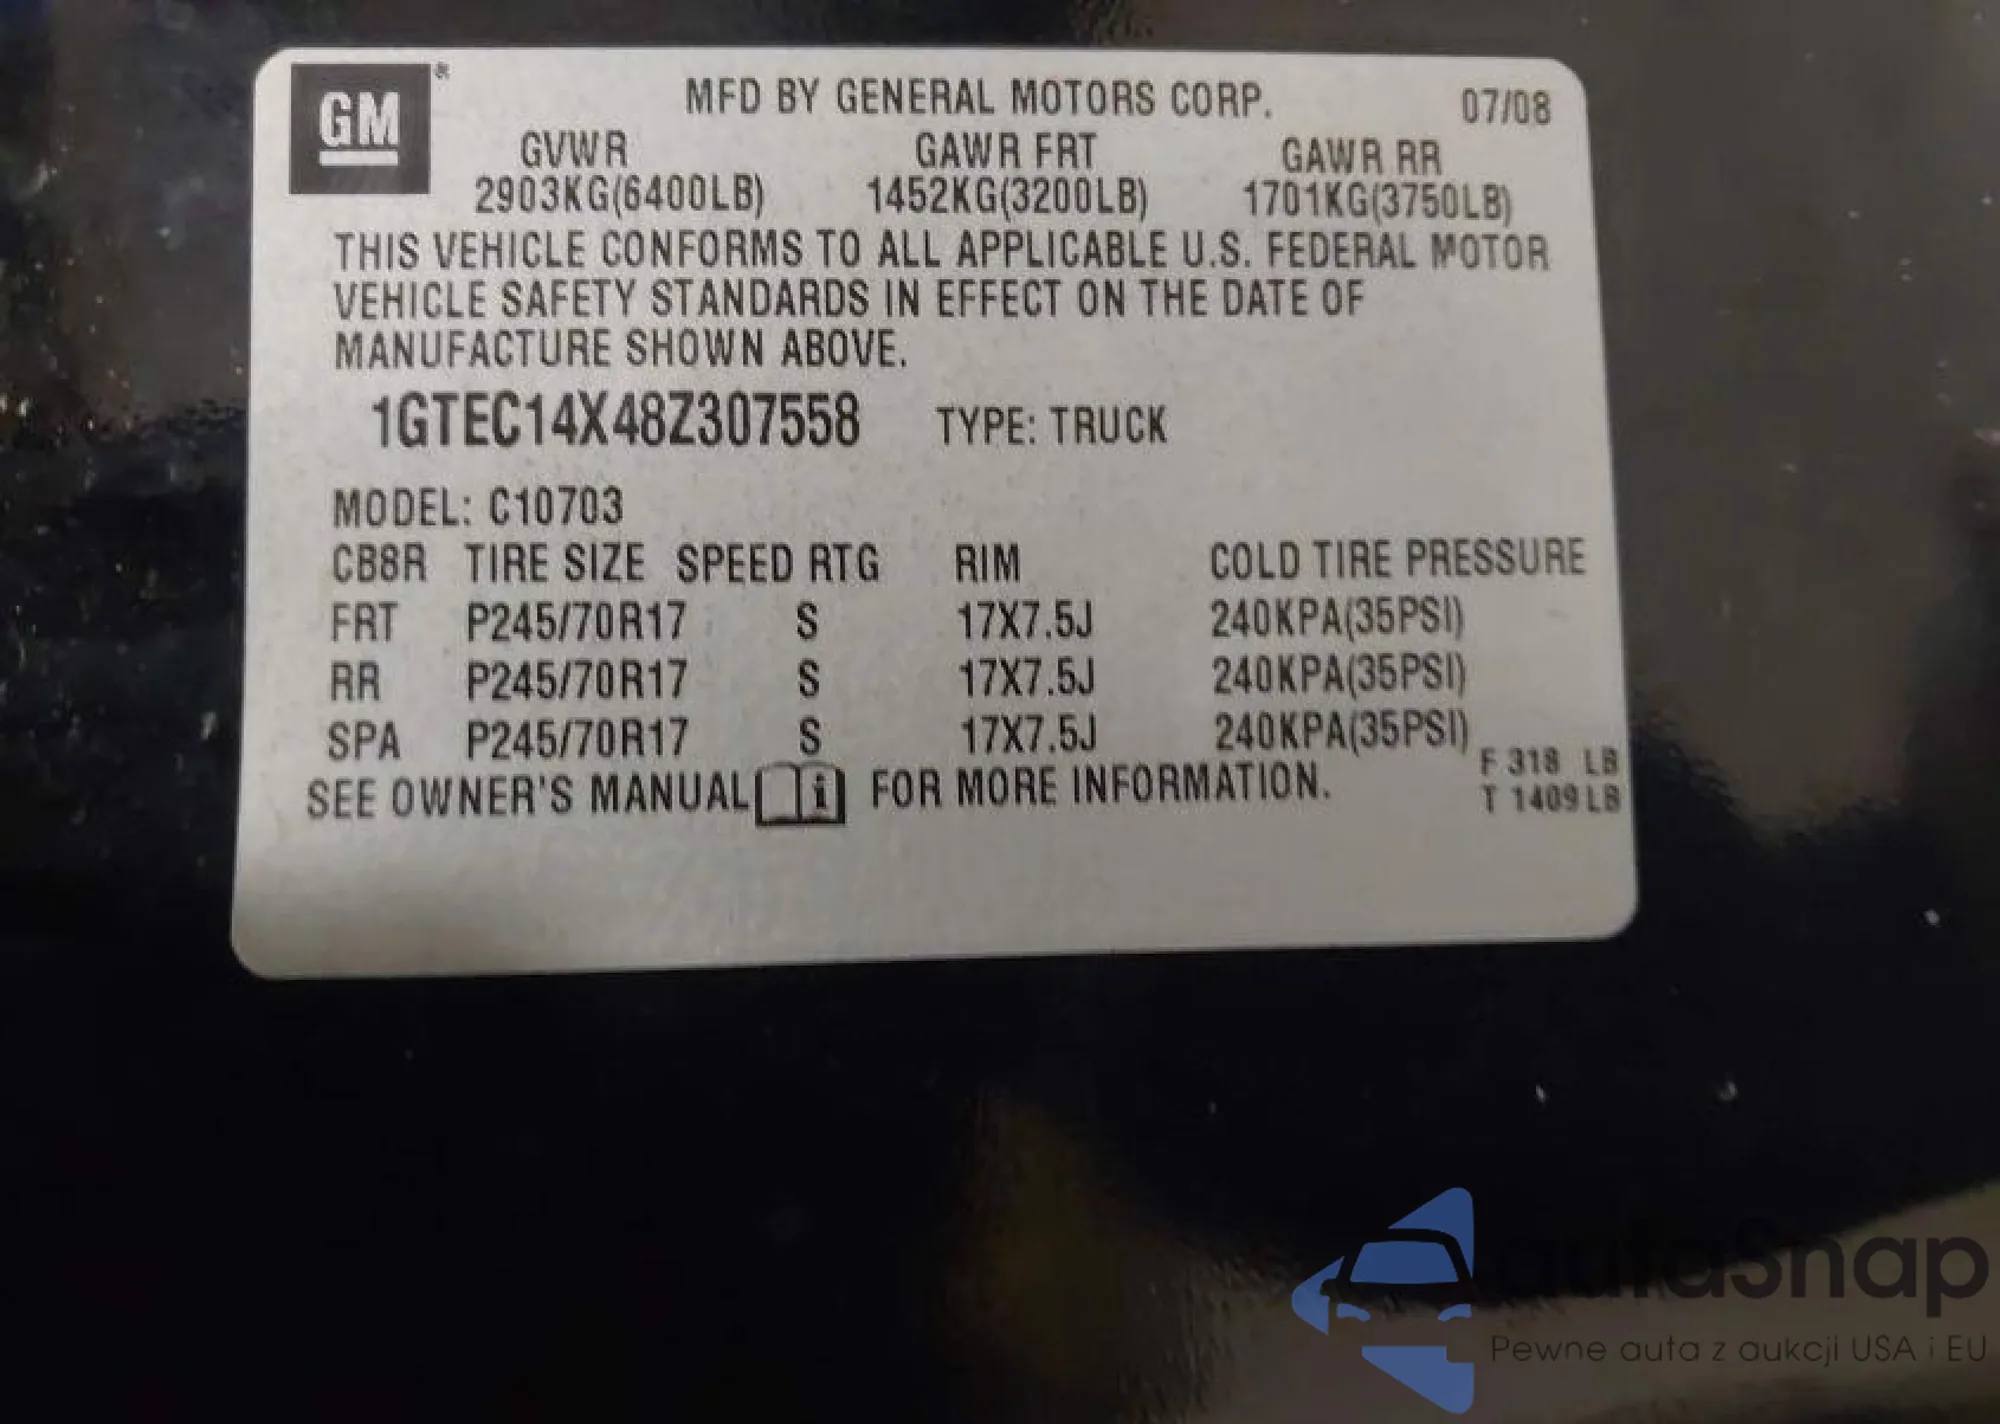 GM®
MFD BY GENERAL MOTORS CORP. 07/08
GVWR GAWR FRT GAWR RR
2903KG(6400LB) 1452KG(3200LB) 1701KG(3750LB)
THIS VEHICLE CONFORMS TO ALL APPLICABLE U.S. FEDERAL MOTOR
VEHICLE SAFETY STANDARDS IN EFFECT ON THE DATE OF
MANUFACTURE SHOWN ABOVE.
1GTEC14X48Z307558 TYPE: TRUCK
MODEL: C10703
CB8R TIRE SIZE SPEED RTG RIM COLD TIRE PRESSURE
FRT P245/70R17 S 17X7.5J 240KPA(35PSI)
RR P245/70R17 S 17X7.5J 240KPA(35PSI)
SPA P245/70R17 S 17X7.5J 240KPA(35PSI)
SEE OWNER'S MANUAL FOR MORE INFORMATION.
F 318 LB
T 1409 LB
autaSnap
Pewne auta z aukcji USA i EU